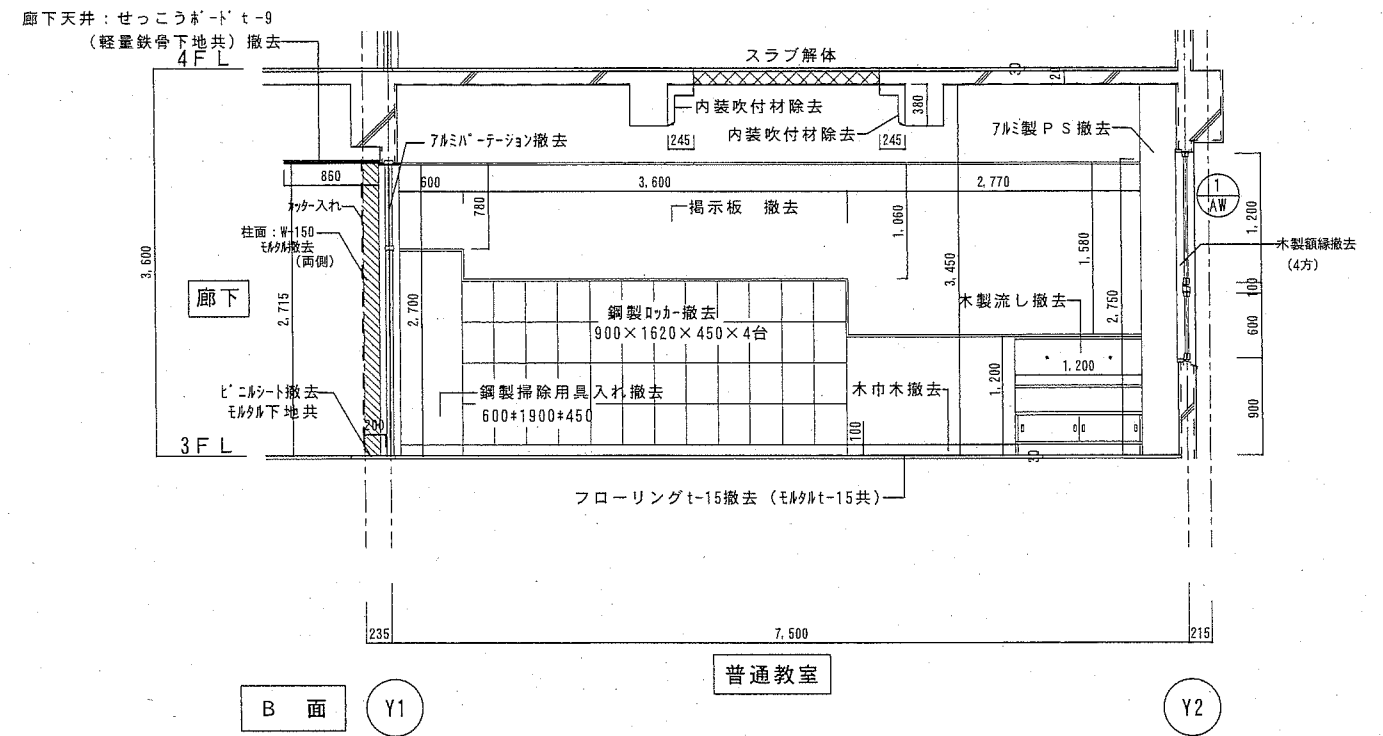 廊下天井：せっこうﾎﾞｰﾄﾞ t-9
(軽量鉄骨下地共) 撤去
4FL
スラブ解体
30
内装吹付材除去
内装吹付材除去
380
245
245
アルミ製PS撤去
ｱﾙﾐﾊﾟｰﾃｰｼｮﾝ撤去
860
600
3,600
2,770
1
AW
ｶｯﾀｰ入れ
780
掲示板 撤去
1,060
1,580
1,200
柱面：W-150
ﾓﾙﾀﾙ撤去
(両側)
3,450
木製額縁撤去
(4方)
3,600
廊下
2,715
2,700
鋼製ﾛｯｶｰ撤去
900×1620×450×4台
木製流し撤去
2,750
100
600
1,200
1,200
ﾋﾞﾆﾙｼｰﾄ撤去
ﾓﾙﾀﾙ下地共
鋼製掃除用具入れ撤去
600*1900*450
木巾木撤去
900
200
100
3FL
30
フローリングt-15撤去 (ﾓﾙﾀﾙt-15共)
235
7,500
215
普通教室
B 面
Y1
Y2